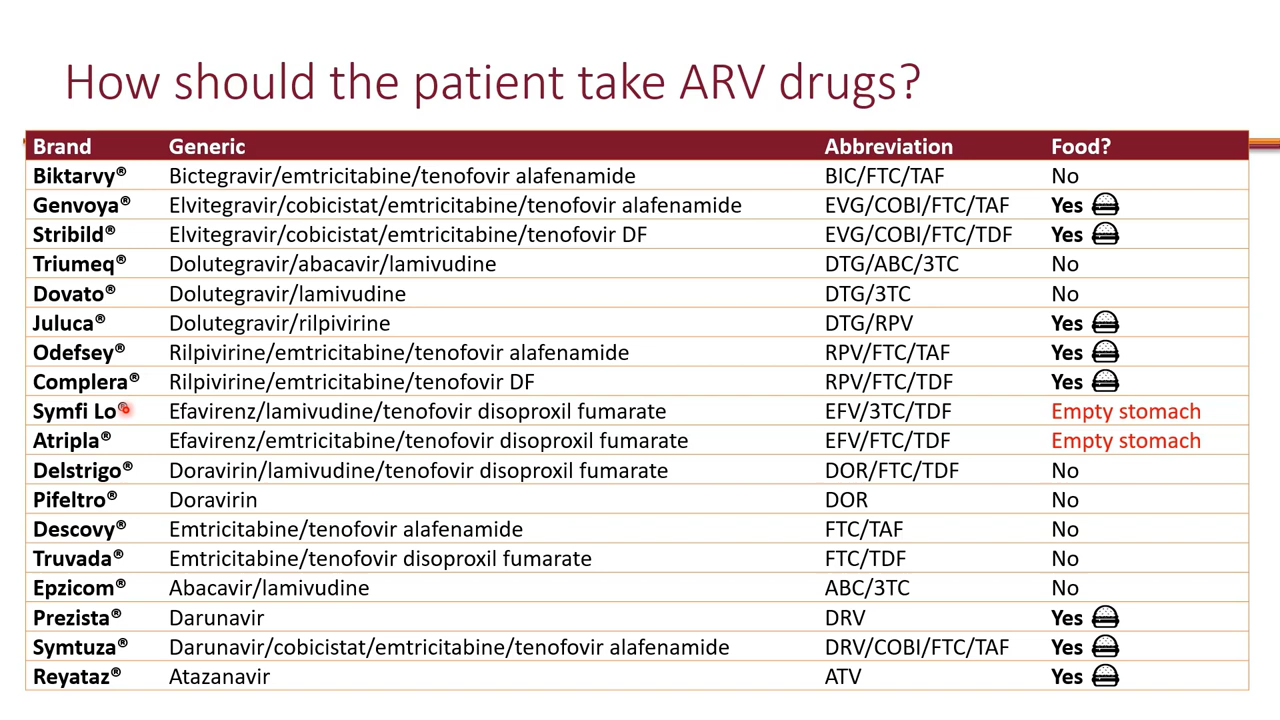 How should the patient take ARV drugs?
Brand Generic Abbreviation Food?
Biktarvy® Bictegravir/emtricitabine/tenofovir alafenamide BIC/FTC/TAF No
Genvoya® Elvitegravir/cobicistat/emtricitabine/tenofovir alafenamide EVG/COBI/FTC/TAF Yes
Stribild® Elvitegravir/cobicistat/emtricitabine/tenofovir DF EVG/COBI/FTC/TDF Yes
Triumeq® Dolutegravir/abacavir/lamivudine DTG/ABC/3TC No
Dovato® Dolutegravir/lamivudine DTG/3TC No
Juluca® Dolutegravir/rilpivirine DTG/RPV Yes
Odefsey® Rilpivirine/emtricitabine/tenofovir alafenamide RPV/FTC/TAF Yes
Complera® Rilpivirine/emtricitabine/tenofovir DF RPV/FTC/TDF Yes
Symfi Lo® Efavirenz/lamivudine/tenofovir disoproxil fumarate EFV/3TC/TDF Empty stomach
Atripla® Efavirenz/emtricitabine/tenofovir disoproxil fumarate EFV/FTC/TDF Empty stomach
Delstrigo® Doravirin/lamivudine/tenofovir disoproxil fumarate DOR/FTC/TDF No
Pifeltro® Doravirin DOR No
Descovy® Emtricitabine/tenofovir alafenamide FTC/TAF No
Truvada® Emtricitabine/tenofovir disoproxil fumarate FTC/TDF No
Epzicom® Abacavir/lamivudine ABC/3TC No
Prezista® Darunavir DRV Yes
Symtuza® Darunavir/cobicistat/emtricitabine/tenofovir alafenamide DRV/COBI/FTC/TAF Yes
Reyataz® Atazanavir ATV Yes